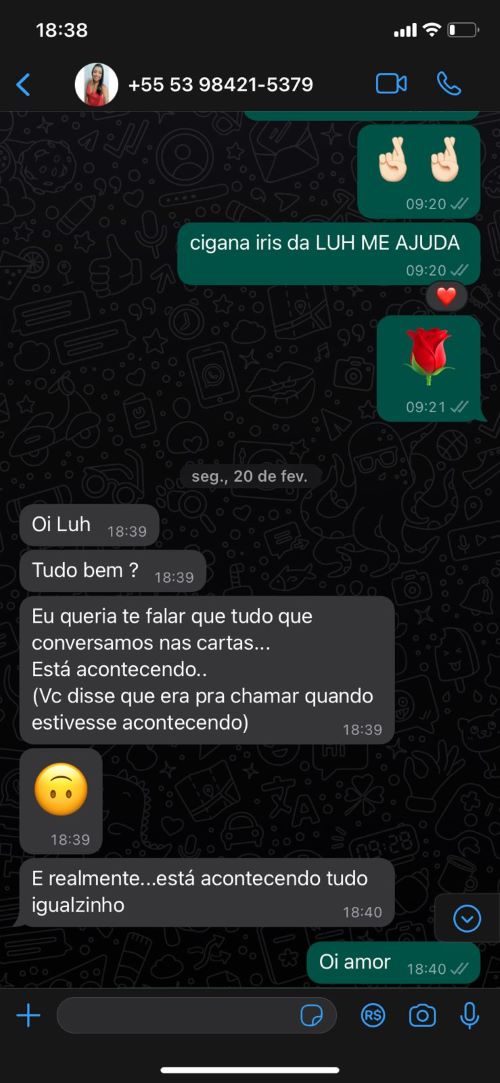 18:38
+55 53 98421-5379
09:20
cigana iris da LUH ME AJUDA
09:20
09:21
seg., 20 de fev.
Oi Luh 18:39
Tudo bem ? 18:39
Eu queria te falar que tudo que
conversamos nas cartas...
Está acontecendo..
(Vc disse que era pra chamar quando
estivesse acontecendo)
18:39
18:39
E realmente...está acontecendo tudo
igualzinho
18:40
Oi amor 18:40
R$